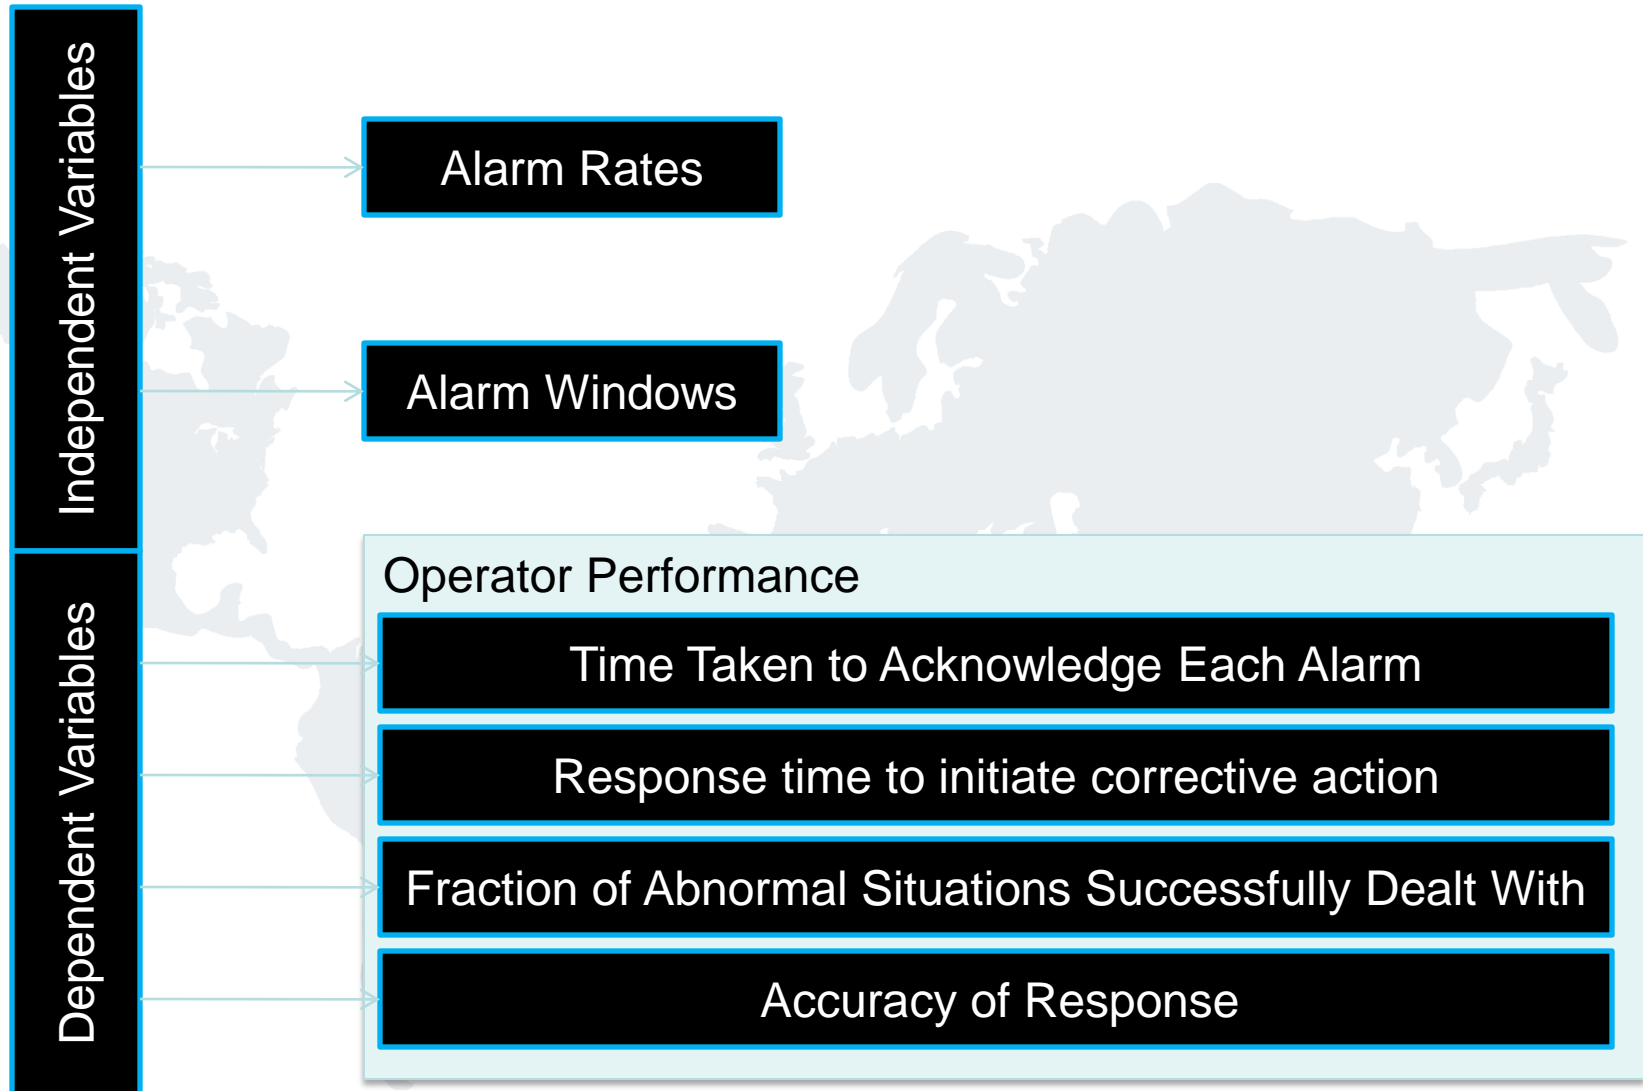 Independent Variables
Alarm Rates
Alarm Windows
Dependent Variables
Operator Performance
Time Taken to Acknowledge Each Alarm
Response time to initiate corrective action
Fraction of Abnormal Situations Successfully Dealt With
Accuracy of Response